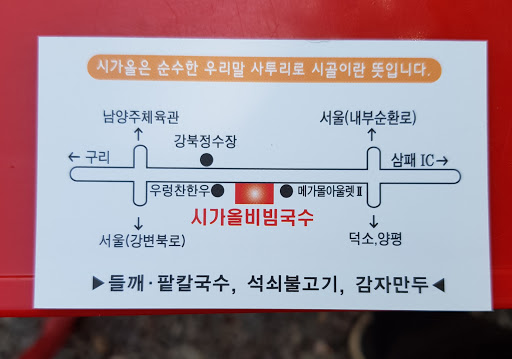 시가올은 순수한 우리말 사투리로 시골이란 뜻입니다.
남양주체육관
서울(내부순환로)
강북정수장
← 구리
삼패 IC→
우렁찬한우
메가몰아울렛Ⅱ
시가올비빔국수
서울(강변북로)
덕소,양평
▶들깨·팥칼국수, 석쇠불고기, 감자만두◀